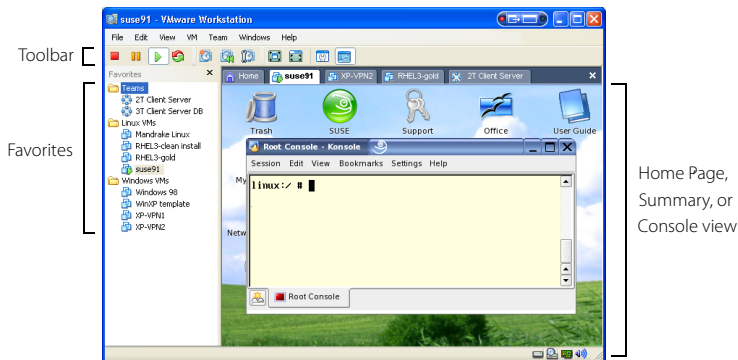 suse91 - VMware Workstation
File Edit View VM Team Windows Help
Toolbar
Favorites
Home suse91 XP-VPN2 RHEL3-gold 2T Client Server
Teams
2T Client Server
3T Client Server DB
Linux VMs
Mandrake Linux
RHEL3-clean install
RHEL3-gold
suse91
Windows VMs
Windows 98
WinXP template
XP-VPN1
XP-VPN2
Favorites
Trash SUSE Support Office User Guide
My
Netw
Root Console - Konsole
Session Edit View Bookmarks Settings Help
linux:/ #
Root Console
Home Page,
Summary, or
Console view